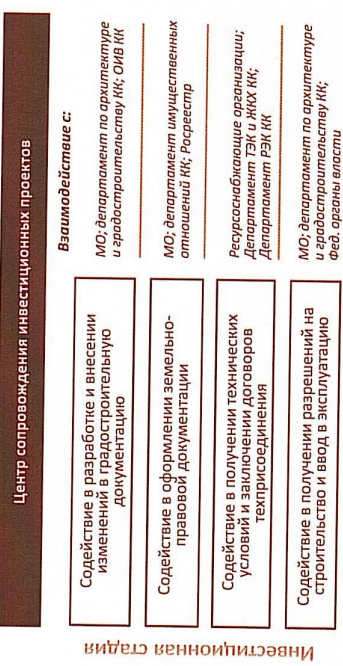 Центр сопровождения инвестиционных проектов
Взаимодействие с:
Инвестиционная стадия
Содействие в разработке и внесении
изменений в градостроительную
документацию
МО; департамент по архитектуре
и градостроительству КК; ОИВ КК
Содействие в оформлении земельно-
правовой документации
МО; департамент имущественных
отношений КК; Росреестр
Содействие в получении технических
условий и заключении договоров
техприсоединения
Ресурсоснабжающие организации;
Департамент ТЭК и ЖКХ КК;
Департамент РЭК КК
Содействие в получении разрешений на
строительство и ввод в эксплуатацию
МО; департамент по архитектуре
и градостроительству КК;
Фед. органы власти